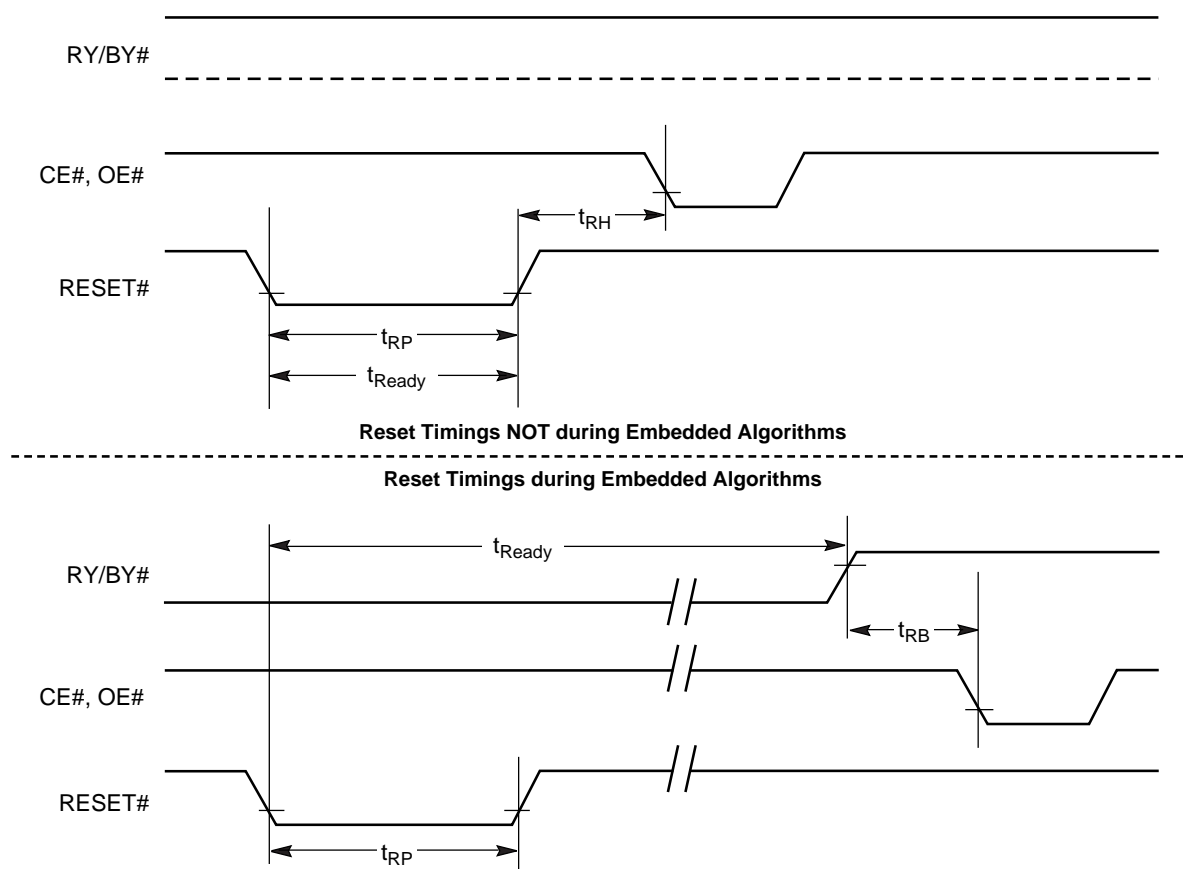 RY/BY#
CE#, OE#
tRH
RESET#
tRP
tReady
Reset Timings NOT during Embedded Algorithms
Reset Timings during Embedded Algorithms
tReady
RY/BY#
tRB
CE#, OE#
RESET#
tRP